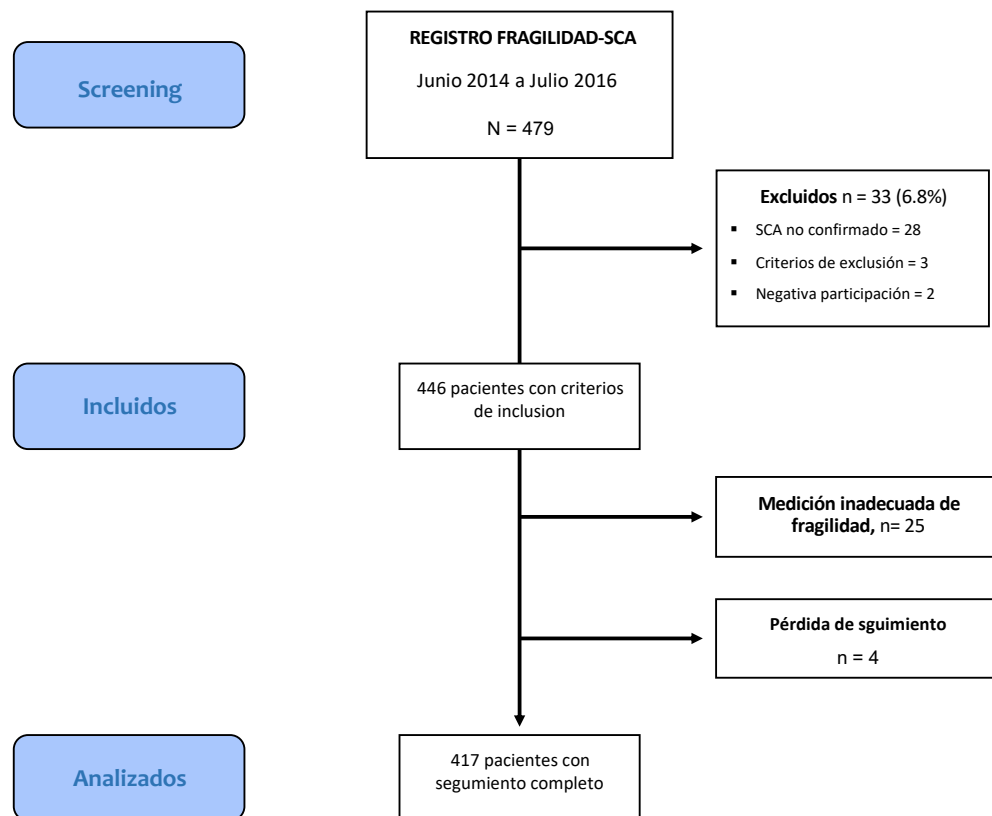 Screening
REGISTRO FRAGILIDAD-SCA
Junio 2014 a Julio 2016
N = 479
Excluidos n = 33 (6.8%)
▪ SCA no confirmado = 28
▪ Criterios de exclusión = 3
▪ Negativa participación = 2
Incluidos
446 pacientes con criterios
de inclusion
Medición inadecuada de
fragilidad, n= 25
Pérdida de sguimiento
n = 4
Analizados
417 pacientes con
segumiento completo